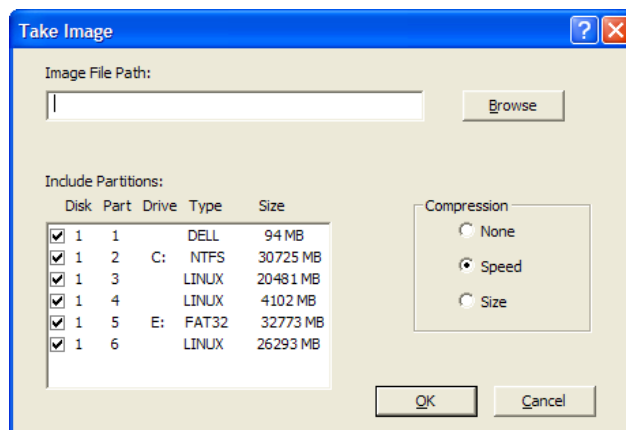 Take Image
Image File Path:
Browse
Include Partitions:
Disk Part Drive Type Size
1 1 DELL 94 MB
1 2 C: NTFS 30725 MB
1 3 LINUX 20481 MB
1 4 LINUX 4102 MB
1 5 E: FAT32 32773 MB
1 6 LINUX 26293 MB
Compression
None
Speed
Size
OK Cancel